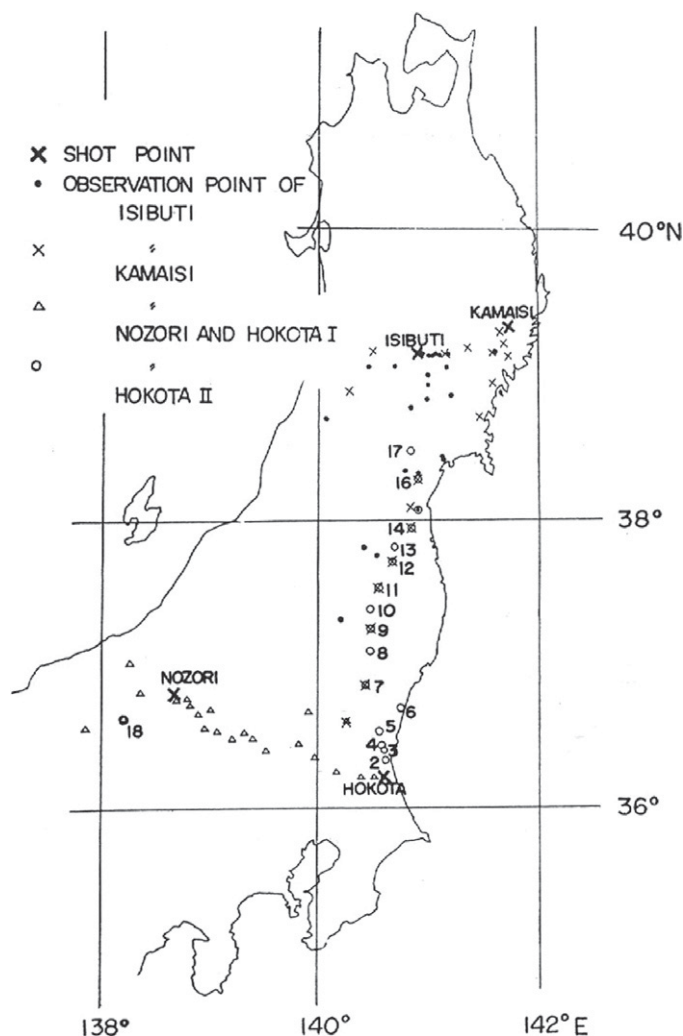 SHOT POINT
OBSERVATION POINT OF
ISIBUTI
〃
KAMAISI
〃
NOZORI AND HOKOTA I
〃
HOKOTA II
40°N
KAMAISI
ISIBUTI
17
16
38°
14
13
12
11
10
9
8
NOZORI
7
6
18
5
4
3
2
HOKOTA
36°
138°
140°
142°E